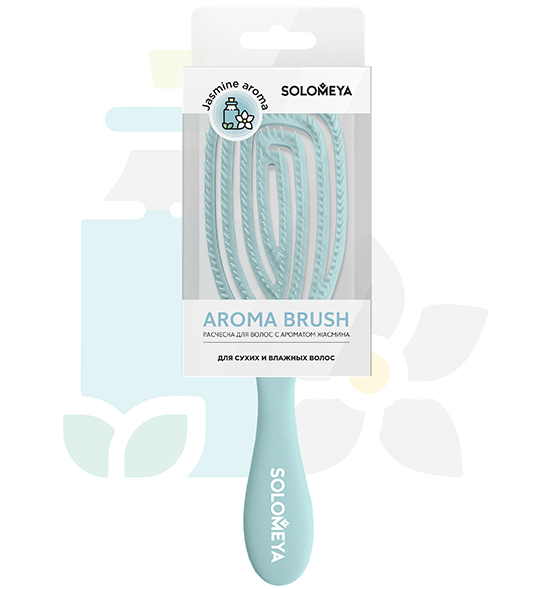 Jasmine aroma
SOLOMEYA
AROMA BRUSH
РАСЧЕСКА ДЛЯ ВОЛОС С АРОМАТОМ ЖАСМИНА
ДЛЯ СУХИХ И ВЛАЖНЫХ ВОЛОС
SOLOMEYA